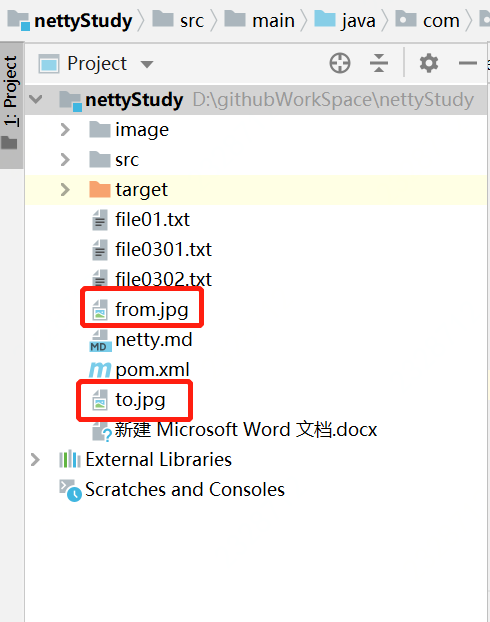 nettyStudy src main java com
1: Project
Project
nettyStudy D:\githubWorkSpace\nettyStudy
image
src
target
file01.txt
file0301.txt
file0302.txt
from.jpg
MD netty.md
m pom.xml
to.jpg
? 新建 Microsoft Word 文档.docx
External Libraries
Scratches and Consoles